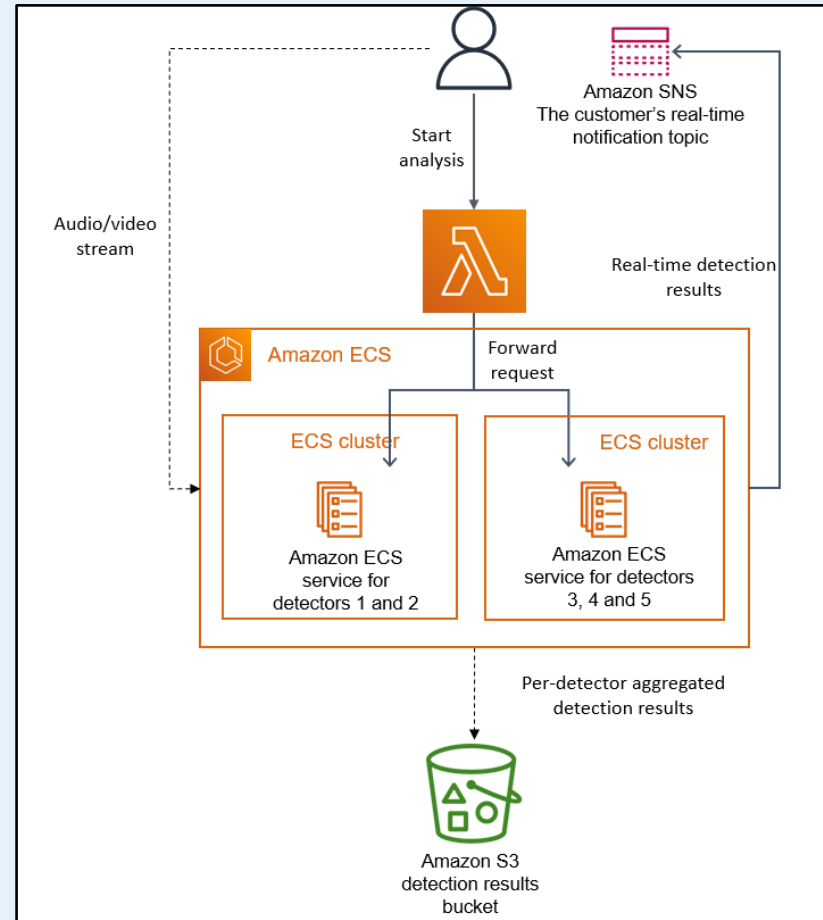 Amazon SNS
The customer's real-time
notification topic
Start
analysis
Audio/video
stream
Real-time detection
results
Amazon ECS
Forward
request
ECS cluster
Amazon ECS
service for
detectors 1 and 2
ECS cluster
Amazon ECS
service for detectors
3, 4 and 5
Per-detector aggregated
detection results
Amazon S3
detection results
bucket